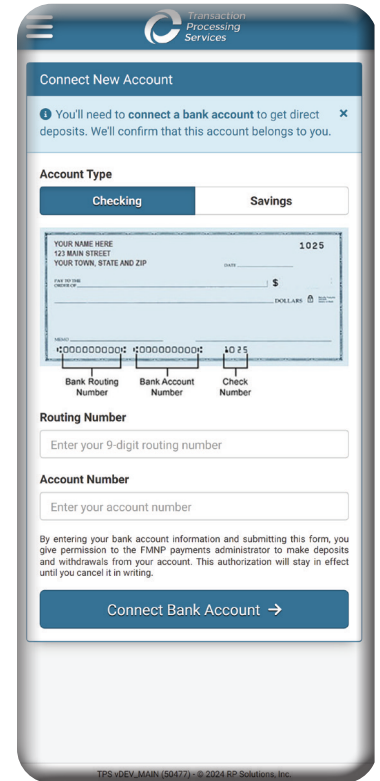 Transaction
Processing
Services
Connect New Account
You'll need to connect a bank account to get direct ×
deposits. We'll confirm that this account belongs to you.
Account Type
Checking Savings
YOUR NAME HERE 1025
123 MAIN STREET
YOUR TOWN, STATE AND ZIP DATE
PAY TO THE
ORDER OF $
DOLLARS
MEMO
⑆000000000⑆ ⑆000000000⑆ 1025
Bank Routing Bank Account Check
Number Number Number
Routing Number
Enter your 9-digit routing number
Account Number
Enter your account number
By entering your bank account information and submitting this form, you
give permission to the FMNP payments administrator to make deposits
and withdrawals from your account. This authorization will stay in effect
until you cancel it in writing.
Connect Bank Account →
TPS vDEV_MAIN (50477) - © 2024 RP Solutions, Inc.